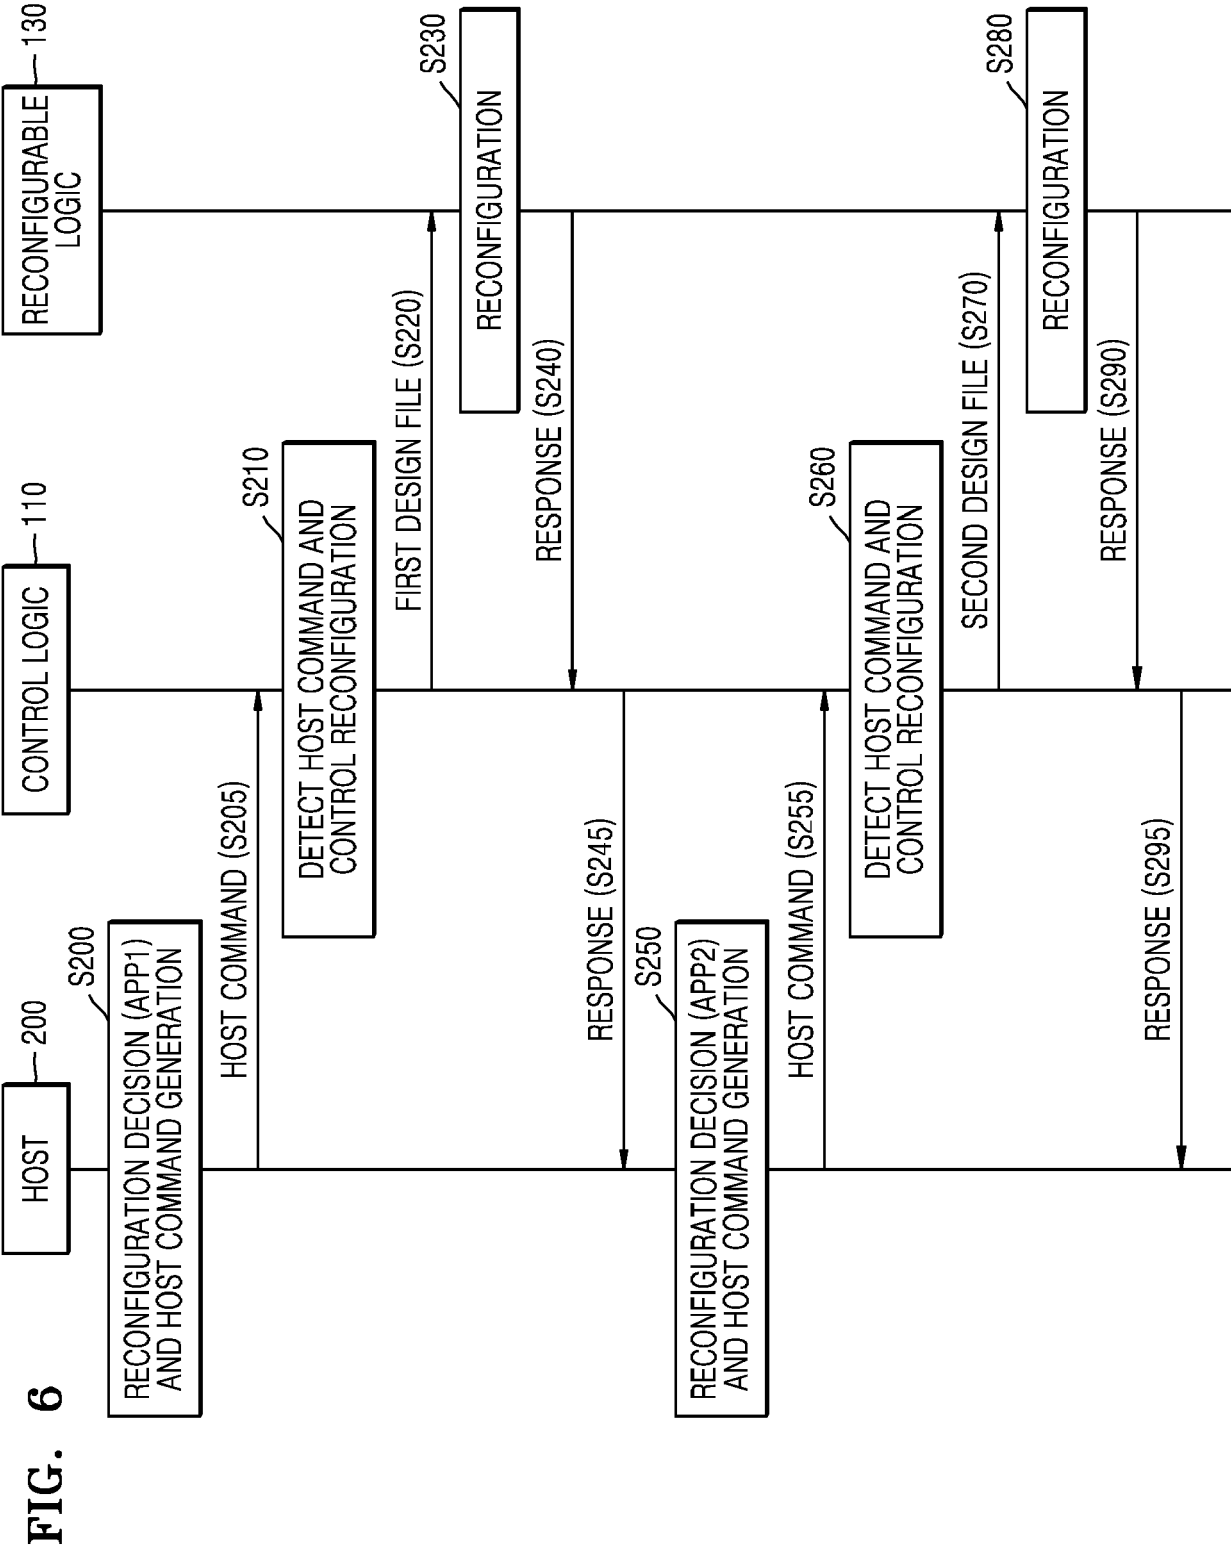 FIG. 6
HOST
200
CONTROL LOGIC
110
RECONFIGURABLE
LOGIC
130
S200
RECONFIGURATION DECISION (APP1)
AND HOST COMMAND GENERATION
HOST COMMAND (S205)
S210
DETECT HOST COMMAND AND
CONTROL RECONFIGURATION
FIRST DESIGN FILE (S220)
S230
RECONFIGURATION
RESPONSE (S240)
RESPONSE (S245)
S250
RECONFIGURATION DECISION (APP2)
AND HOST COMMAND GENERATION
HOST COMMAND (S255)
S260
DETECT HOST COMMAND AND
CONTROL RECONFIGURATION
SECOND DESIGN FILE (S270)
S280
RECONFIGURATION
RESPONSE (S290)
RESPONSE (S295)